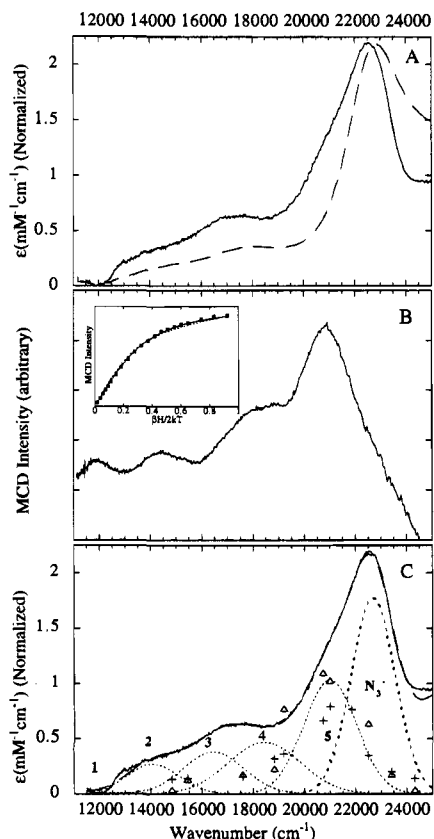 12000 14000 16000 18000 20000 22000 24000
A
2
1.5
1
0.5
0
ε(mM⁻¹cm⁻¹) (Normalized)
B
MCD Intensity (arbitrary)
MCD Intensity
0 0.2 0.4 0.6 0.8 1
βH/2kT
C
2
1.5
1
0.5
0
ε(mM⁻¹cm⁻¹) (Normalized)
1
2
3
4
5
N₃⁻
12000 14000 16000 18000 20000 22000 24000
Wavenumber (cm⁻¹)